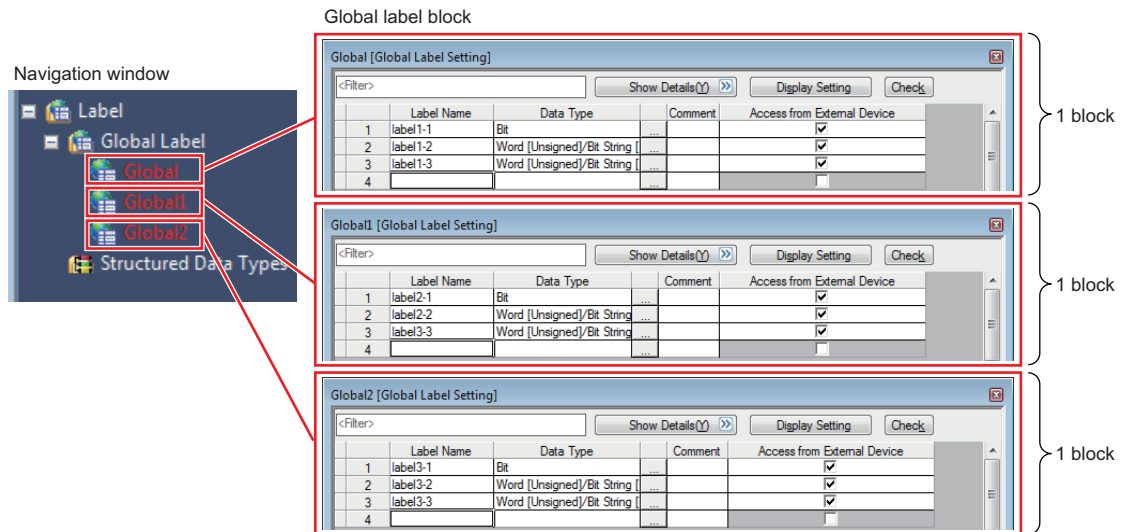 Global label block
Navigation window
Label
Global Label
Global
Global1
Global2
Structured Data Types
Global [Global Label Setting]
<Filter>
Show Details(Y)
Display Setting
Check
Label Name Data Type Comment Access from External Device
1 label1-1 Bit ...
2 label1-2 Word [Unsigned]/Bit String [ ...
3 label1-3 Word [Unsigned]/Bit String [ ...
4 ...
1 block
Global1 [Global Label Setting]
<Filter>
Show Details(Y)
Display Setting
Check
Label Name Data Type Comment Access from External Device
1 label2-1 Bit ...
2 label2-2 Word [Unsigned]/Bit String ...
3 label3-3 Word [Unsigned]/Bit String ...
4 ...
1 block
Global2 [Global Label Setting]
<Filter>
Show Details(Y)
Display Setting
Check
Label Name Data Type Comment Access from External Device
1 label3-1 Bit ...
2 label3-2 Word [Unsigned]/Bit String [ ...
3 label3-3 Word [Unsigned]/Bit String [ ...
4 ...
1 block